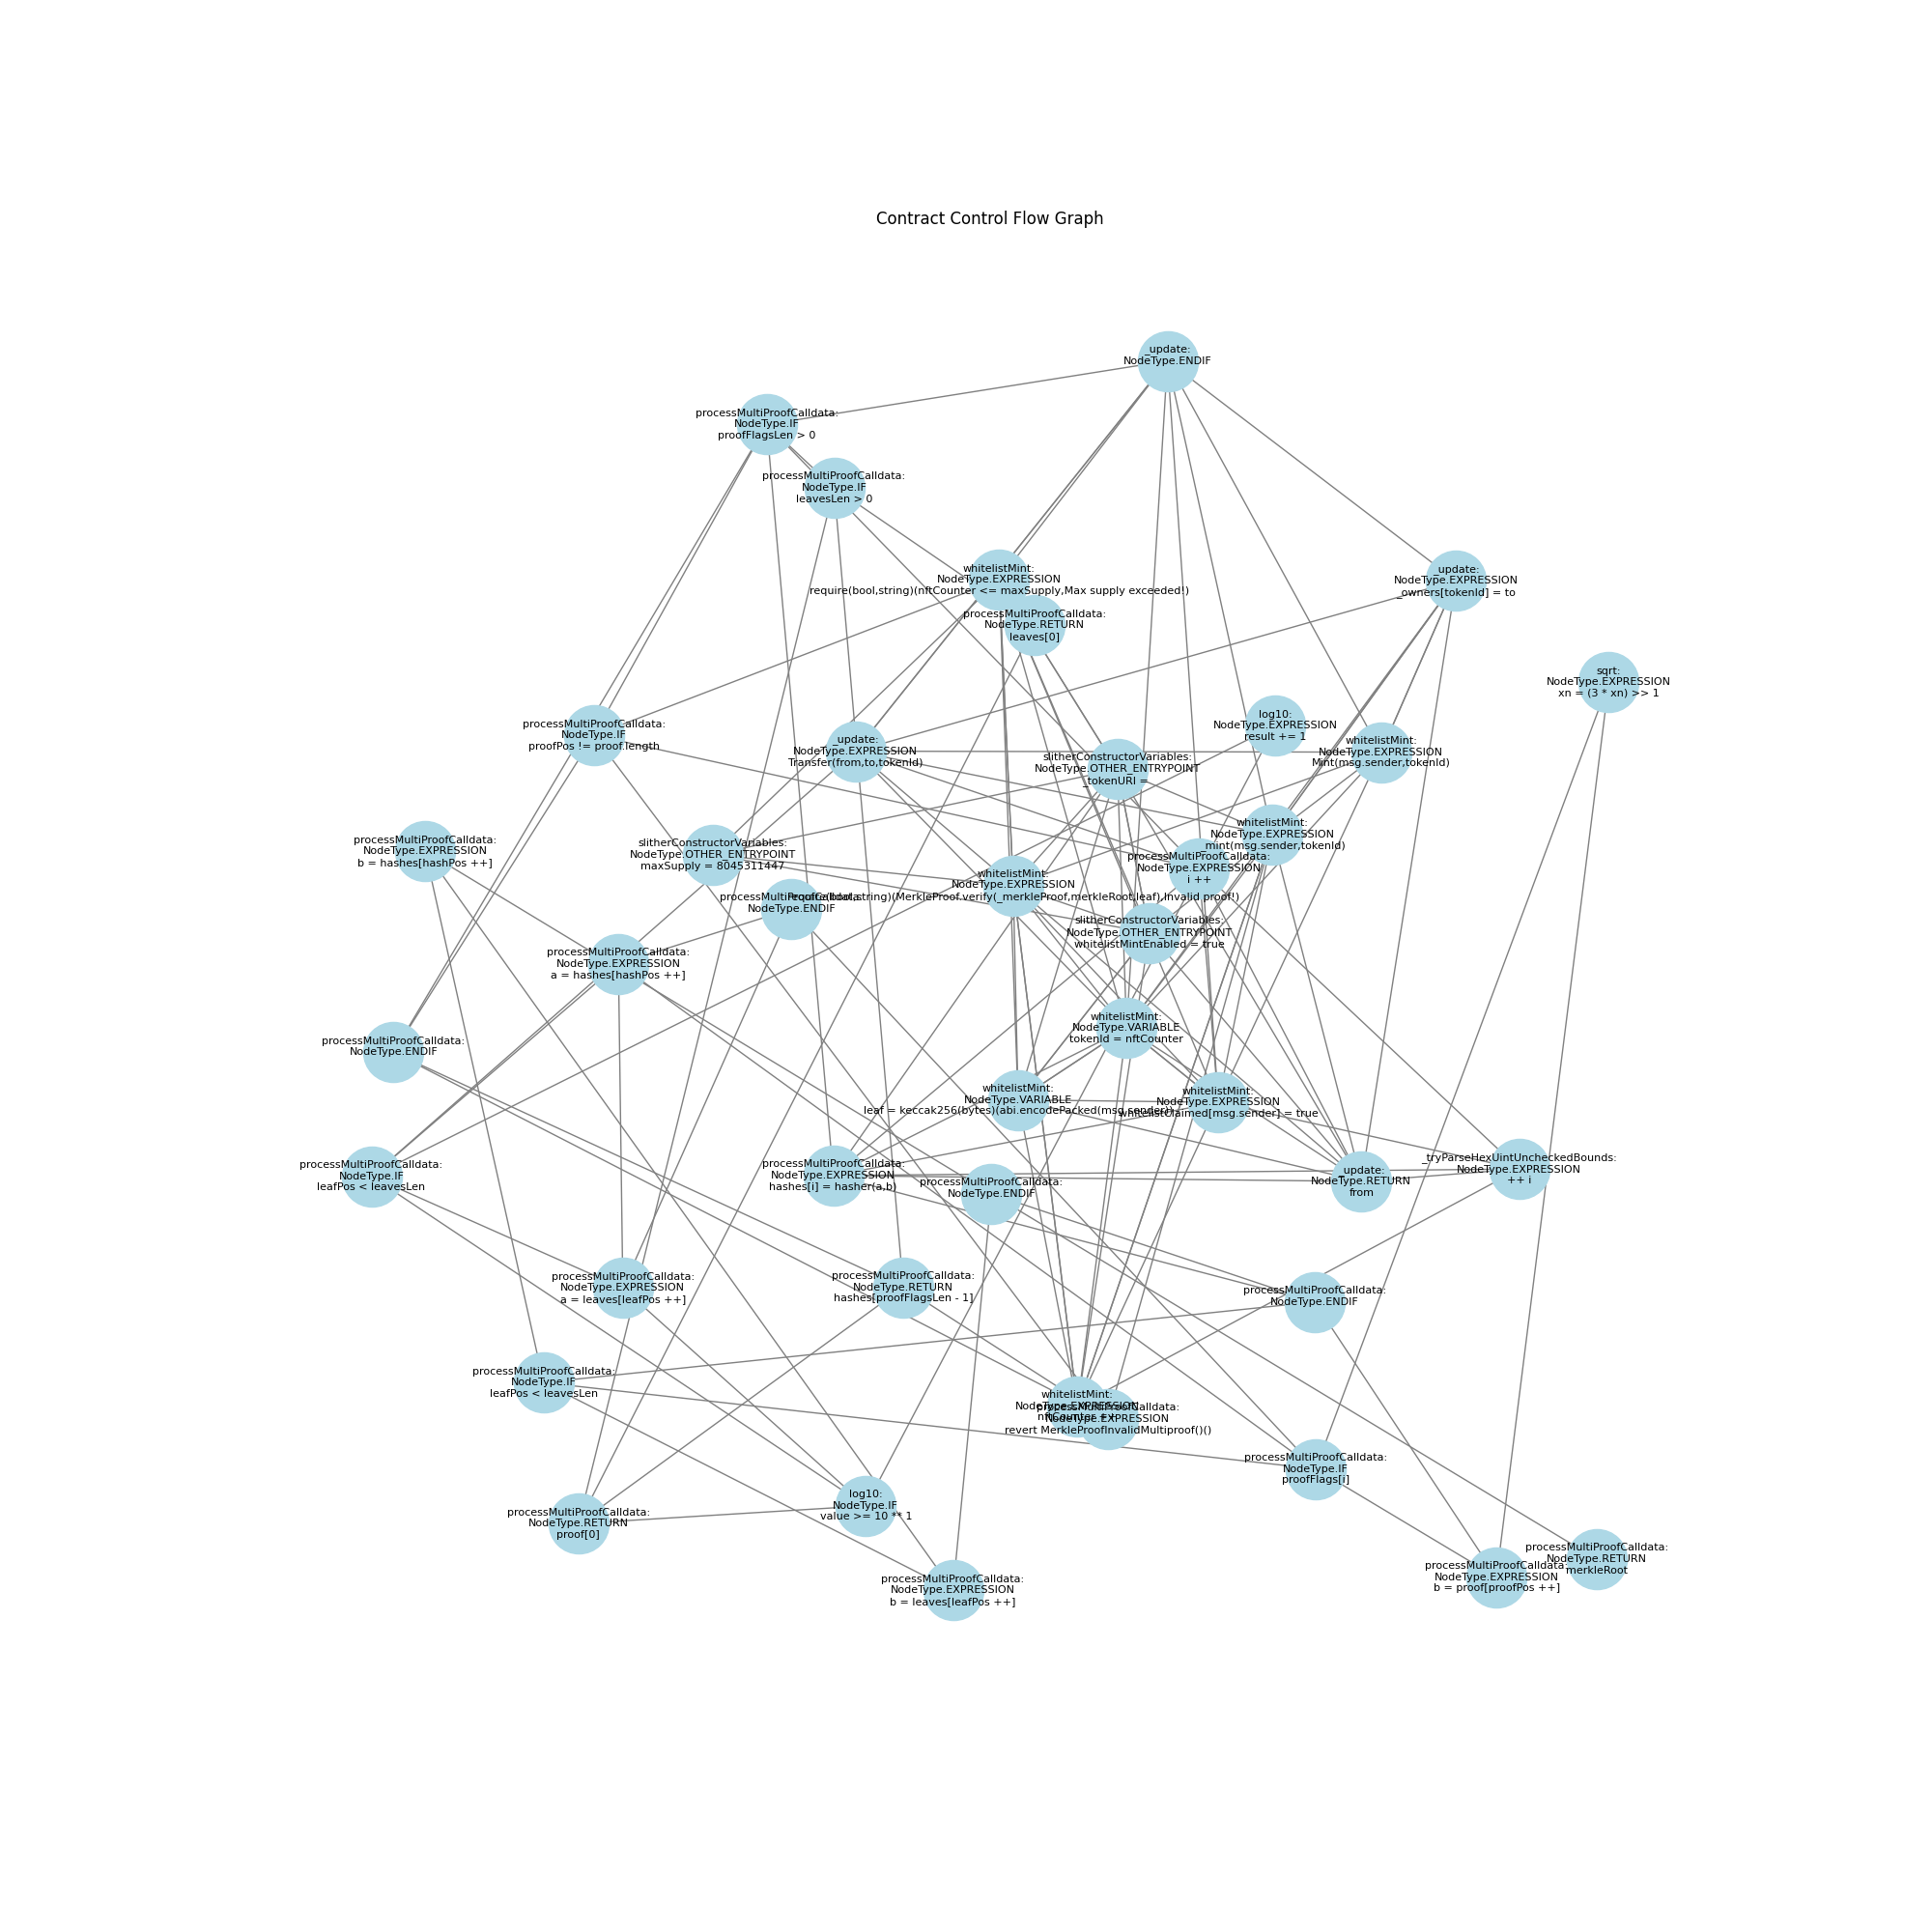 Contract Control Flow Graph
_update:
NodeType.ENDIF
processMultiProofCalldata:
NodeType.IF
proofFlagsLen > 0
processMultiProofCalldata:
NodeType.IF
leavesLen > 0
whitelistMint:
NodeType.EXPRESSION
require(bool,string)(nftCounter <= maxSupply,Max supply exceeded!)
_update:
NodeType.EXPRESSION
_owners[tokenId] = to
processMultiProofCalldata:
NodeType.RETURN
leaves[0]
sqrt:
NodeType.EXPRESSION
xn = (3 * xn) >> 1
processMultiProofCalldata:
NodeType.IF
proofPos != proof.length
log10:
NodeType.EXPRESSION
result += 1
_update:
NodeType.EXPRESSION
Transfer(from,to,tokenId)
whitelistMint:
NodeType.EXPRESSION
Mint(msg.sender,tokenId)
slitherConstructorVariables:
NodeType.OTHER_ENTRYPOINT
_tokenURI =
whitelistMint:
NodeType.EXPRESSION
_mint(msg.sender,tokenId)
processMultiProofCalldata:
NodeType.EXPRESSION
b = hashes[hashPos ++]
slitherConstructorVariables:
NodeType.OTHER_ENTRYPOINT
maxSupply = 8045311447
processMultiProofCalldata:
NodeType.EXPRESSION
i ++
whitelistMint:
NodeType.EXPRESSION
require(bool,string)(MerkleProof.verify(_merkleProof,merkleRoot,leaf),Invalid proof!)
processMultiProofCalldata:
NodeType.ENDIF
slitherConstructorVariables:
NodeType.OTHER_ENTRYPOINT
whitelistMintEnabled = true
processMultiProofCalldata:
NodeType.EXPRESSION
a = hashes[hashPos ++]
whitelistMint:
NodeType.VARIABLE
tokenId = nftCounter
processMultiProofCalldata:
NodeType.ENDIF
whitelistMint:
NodeType.VARIABLE
leaf = keccak256(bytes)(abi.encodePacked(msg.sender))
whitelistMint:
NodeType.EXPRESSION
whitelistClaimed[msg.sender] = true
processMultiProofCalldata:
NodeType.IF
leafPos < leavesLen
processMultiProofCalldata:
NodeType.EXPRESSION
hashes[i] = hasher(a,b)
processMultiProofCalldata:
NodeType.ENDIF
_update:
NodeType.RETURN
from
_tryParseHexUintUncheckedBounds:
NodeType.EXPRESSION
++ i
processMultiProofCalldata:
NodeType.EXPRESSION
a = leaves[leafPos ++]
processMultiProofCalldata:
NodeType.RETURN
hashes[proofFlagsLen - 1]
processMultiProofCalldata:
NodeType.ENDIF
processMultiProofCalldata:
NodeType.IF
leafPos < leavesLen
whitelistMint:
NodeType.EXPRESSION
nftCounter ++
processMultiProofCalldata:
NodeType.EXPRESSION
revert MerkleProofInvalidMultiproof()()
processMultiProofCalldata:
NodeType.IF
proofFlags[i]
log10:
NodeType.IF
value >= 10 ** 1
processMultiProofCalldata:
NodeType.RETURN
proof[0]
processMultiProofCalldata:
NodeType.RETURN
merkleRoot
processMultiProofCalldata:
NodeType.EXPRESSION
b = proof[proofPos ++]
processMultiProofCalldata:
NodeType.EXPRESSION
b = leaves[leafPos ++]